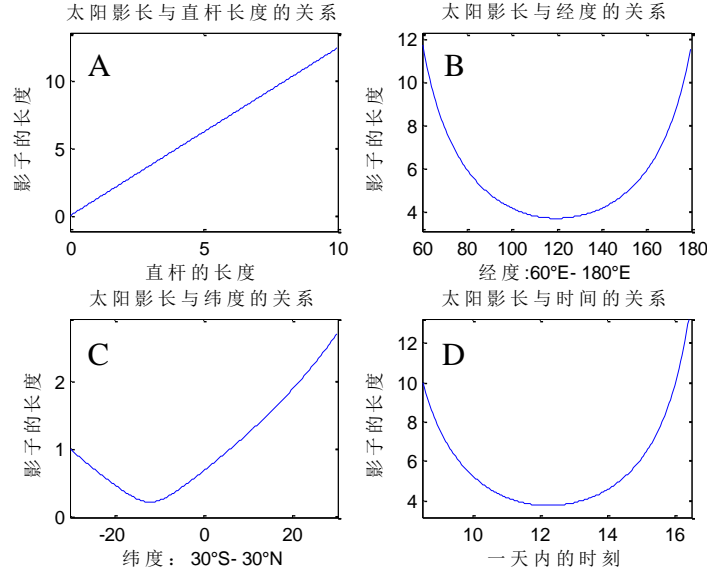 太阳影长与直杆长度的关系
A
影子的长度
10
5
0
0 5 10
直杆的长度
太阳影长与经度的关系
B
影子的长度
12
10
8
6
4
60 80 100 120 140 160 180
经度:60°E- 180°E
太阳影长与纬度的关系
C
影子的长度
2
1
0
-20 0 20
纬度：30°S- 30°N
太阳影长与时间的关系
D
影子的长度
12
10
8
6
4
10 12 14 16
一天内的时刻